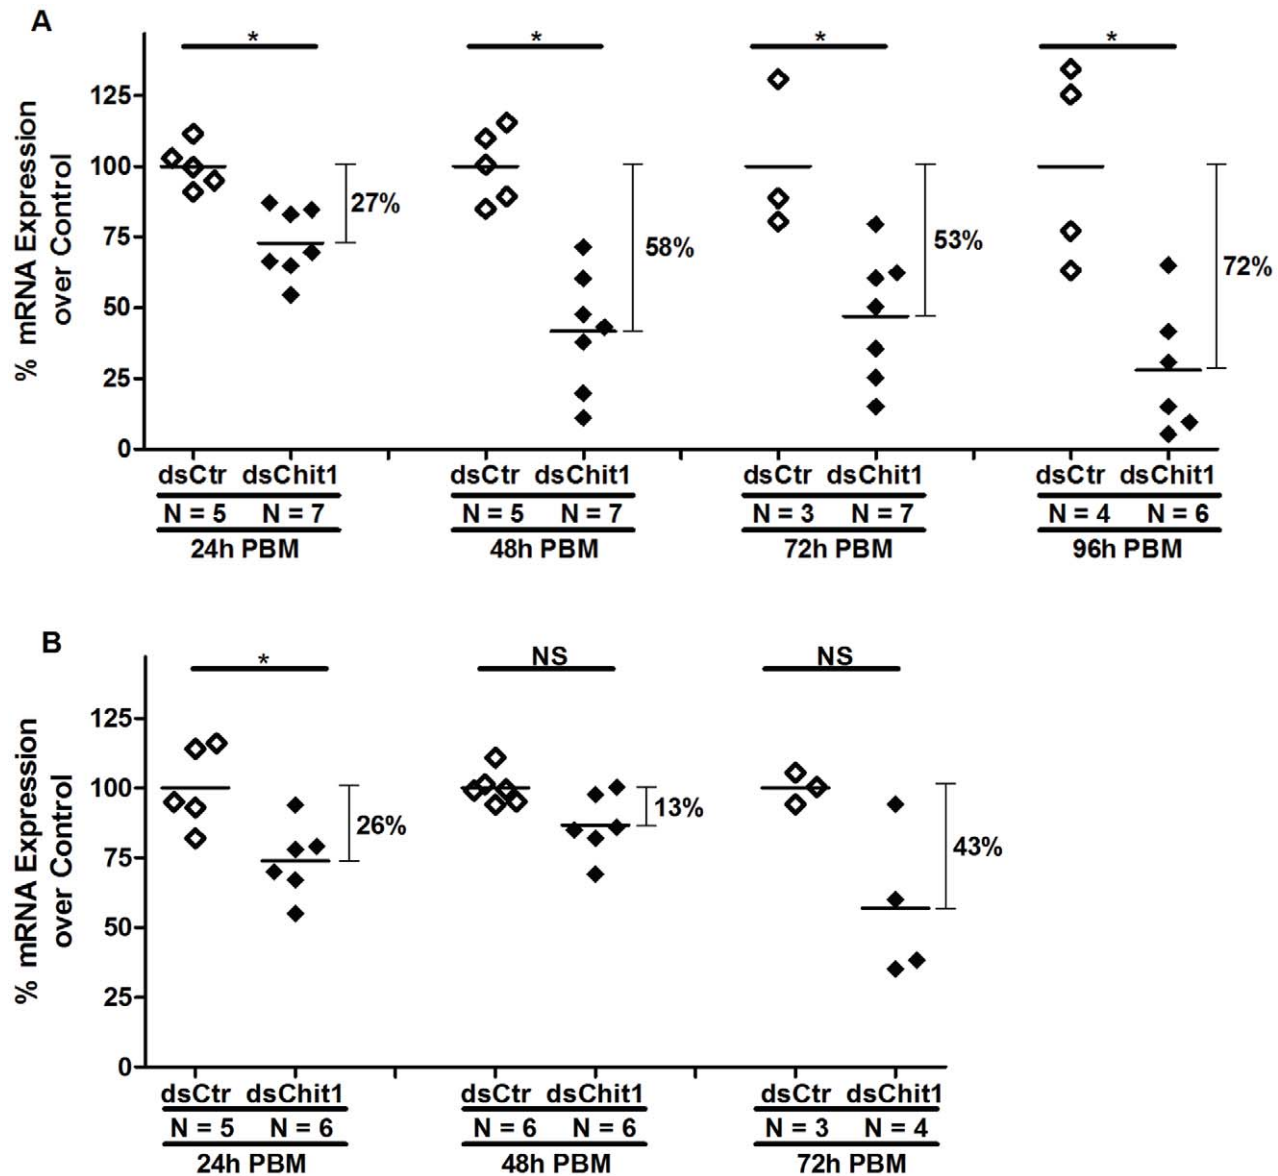 A
% mRNA Expression
over Control
125
100
75
50
25
0
* * * *
27%
58%
53%
72%
dsCtr dsChit1 dsCtr dsChit1 dsCtr dsChit1 dsCtr dsChit1
N = 5 N = 7 N = 5 N = 7 N = 3 N = 7 N = 4 N = 6
24h PBM 48h PBM 72h PBM 96h PBM
B
% mRNA Expression
over Control
125
100
75
50
25
0
* NS NS
26%
13%
43%
dsCtr dsChit1 dsCtr dsChit1 dsCtr dsChit1
N = 5 N = 6 N = 6 N = 6 N = 3 N = 4
24h PBM 48h PBM 72h PBM